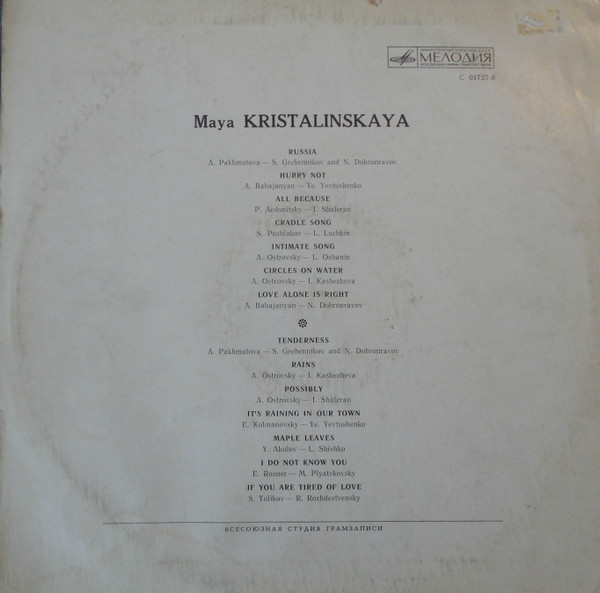 МЕЛОДИЯ
С 01727-8
Maya KRISTALINSKAYA
RUSSIA
A. Pakhmutova — S. Grebennikov and N. Dobronravov
HURRY NOT
A. Babajanyan — Ye. Yevtushenko
ALL BECAUSE
P. Aedonitsky — I. Shaferan
CRADLE SONG
S. Pozhlakov — L. Luchkin
INTIMATE SONG
A. Ostrovsky — L. Oshanin
CIRCLES ON WATER
A. Ostrovsky — I. Kashezheva
LOVE ALONE IS RIGHT
A. Babajanyan — N. Dobronravov
TENDERNESS
A. Pakhmutova — S. Grebennikov and N. Dobronravov
RAINS
A. Ostrovsky — I. Kashezheva
POSSIBLY
A. Ostrovsky — I. Shaferan
IT'S RAINING IN OUR TOWN
E. Kolmanovsky — Ye. Yevtushenko
MAPLE LEAVES
Y. Akulov — L. Shishko
I DO NOT KNOW YOU
E. Ruzner — M. Plyatskovsky
IF YOU ARE TIRED OF LOVE
S. Tulikov — R. Rozhdestvensky
ВСЕСОЮЗНАЯ СТУДИЯ ГРАМЗАПИСИ